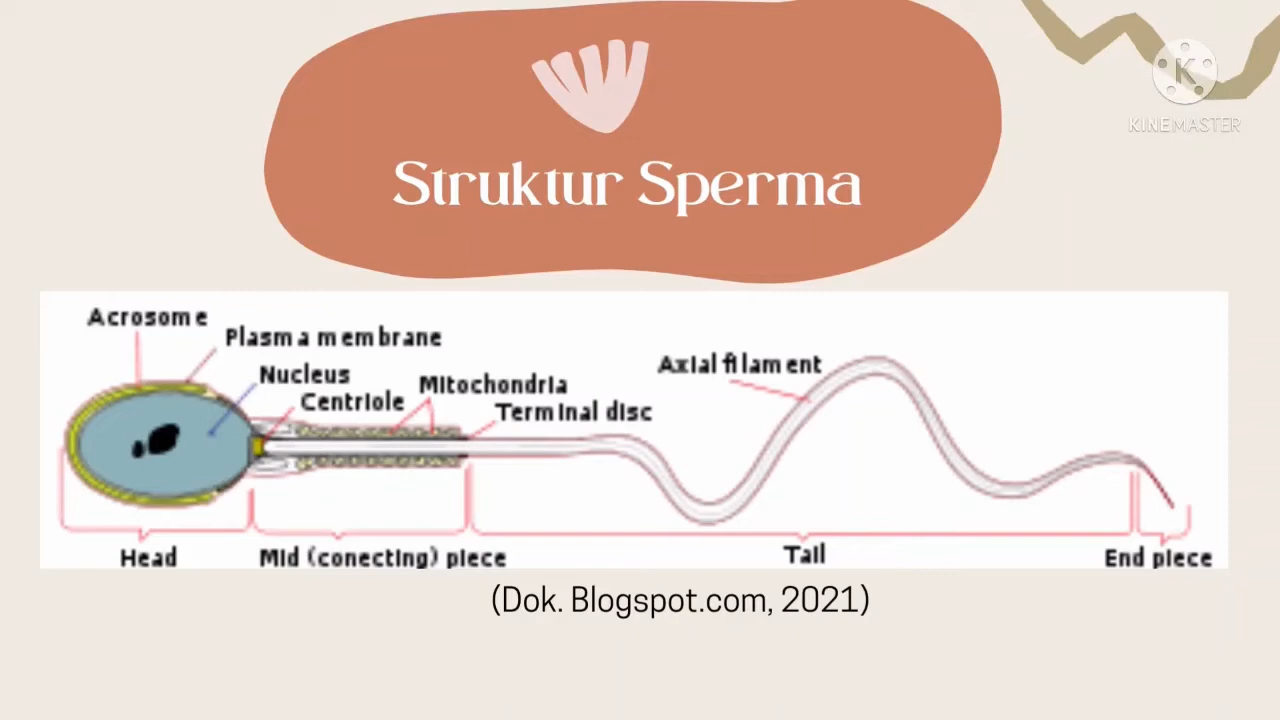 K
KINEMASTER
Struktur Sperma
Acrosome
Plasma membrane
Nucleus
Centriole
Mitochondria
Terminal disc
Axial filament
Head
Mid (conecting) piece
Tail
End piece
(Dok. Blogspot.com, 2021)